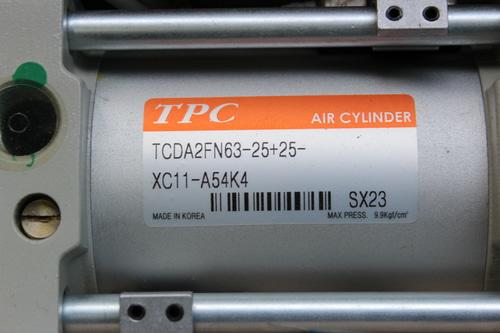 TPC
AIR CYLINDER
TCDA2FN63-25+25-
XC11-A54K4
SX23
MADE IN KOREA
MAX PRESS. 9.9Kgf/cm²